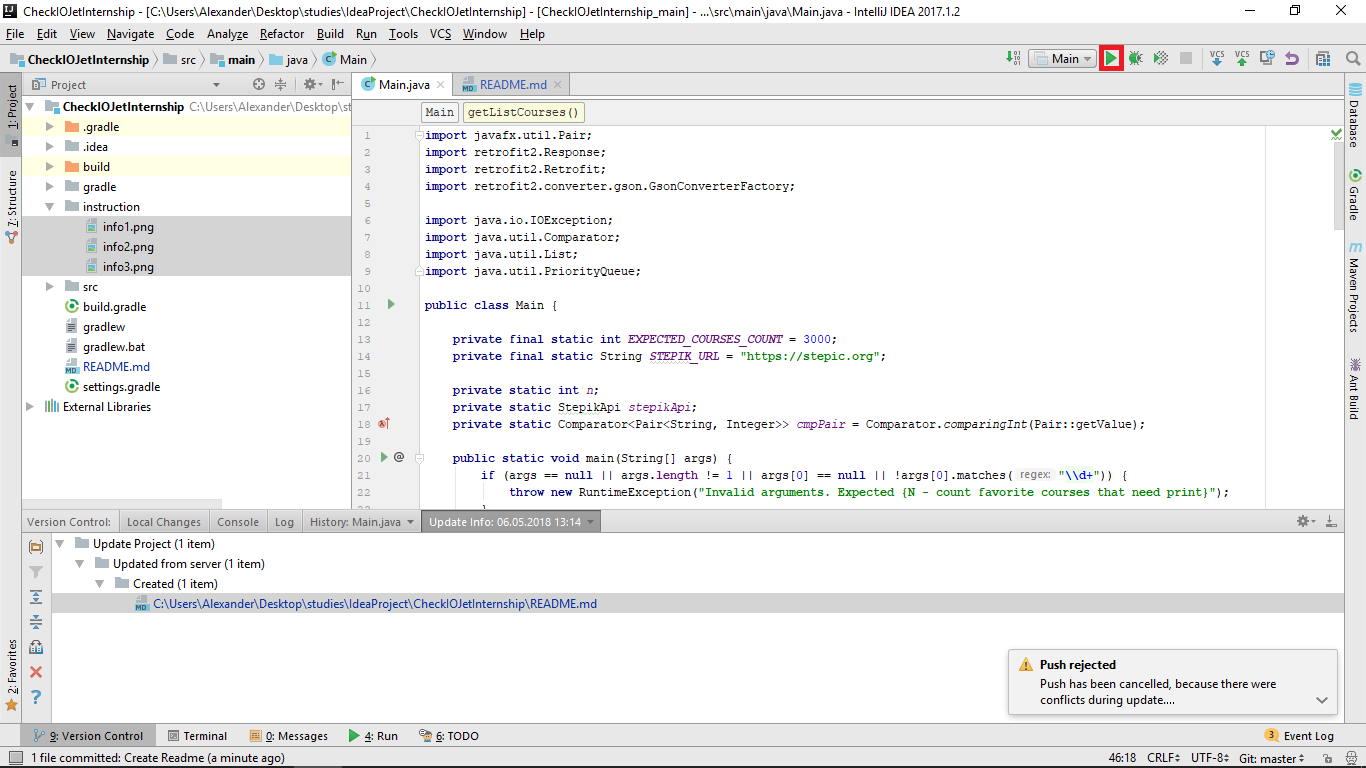 CheckIOJetInternship - [C:\Users\Alexander\Desktop\studies\IdeaProject\CheckIOJetInternship] - [CheckIOJetInternship_main] - ...\src\main\java\Main.java - IntelliJ IDEA 2017.1.2
File Edit View Navigate Code Analyze Refactor Build Run Tools VCS Window Help
CheckIOJetInternship src main java Main
Main VCS VCS
1: Project
7: Structure
2: Favorites
Project
CheckIOJetInternship C:\Users\Alexander\Desktop\st
.gradle
.idea
build
gradle
instruction
info1.png
info2.png
info3.png
src
build.gradle
gradlew
gradlew.bat
README.md
settings.gradle
External Libraries
Main.java README.md
Main getListCourses()
1 import javafx.util.Pair;
2 import retrofit2.Response;
3 import retrofit2.Retrofit;
4 import retrofit2.converter.gson.GsonConverterFactory;
5
6 import java.io.IOException;
7 import java.util.Comparator;
8 import java.util.List;
9 import java.util.PriorityQueue;
10
11 public class Main {
12
13 private final static int EXPECTED_COURSES_COUNT = 3000;
14 private final static String STEPIK_URL = "https://stepic.org";
15
16 private static int n;
17 private static StepikApi stepikApi;
18 private static Comparator<Pair<String, Integer>> cmpPair = Comparator.comparingInt(Pair::getValue);
19
20 @ public static void main(String[] args) {
21 if (args == null || args.length != 1 || args[0] == null || !args[0].matches( regex: "\\d+")) {
22 throw new RuntimeException("Invalid arguments. Expected {N - count favorite courses that need print}");
Database
Gradle
Maven Projects
Ant Build
Version Control: Local Changes Console Log History: Main.java Update Info: 06.05.2018 13:14
Update Project (1 item)
Updated from server (1 item)
Created (1 item)
C:\Users\Alexander\Desktop\studies\IdeaProject\CheckIOJetInternship\README.md
Push rejected
Push has been cancelled, because there were
conflicts during update....
9: Version Control Terminal 0: Messages 4: Run 6: TODO 3 Event Log
1 file committed: Create Readme (a minute ago) 46:18 CRLF UTF-8 Git: master